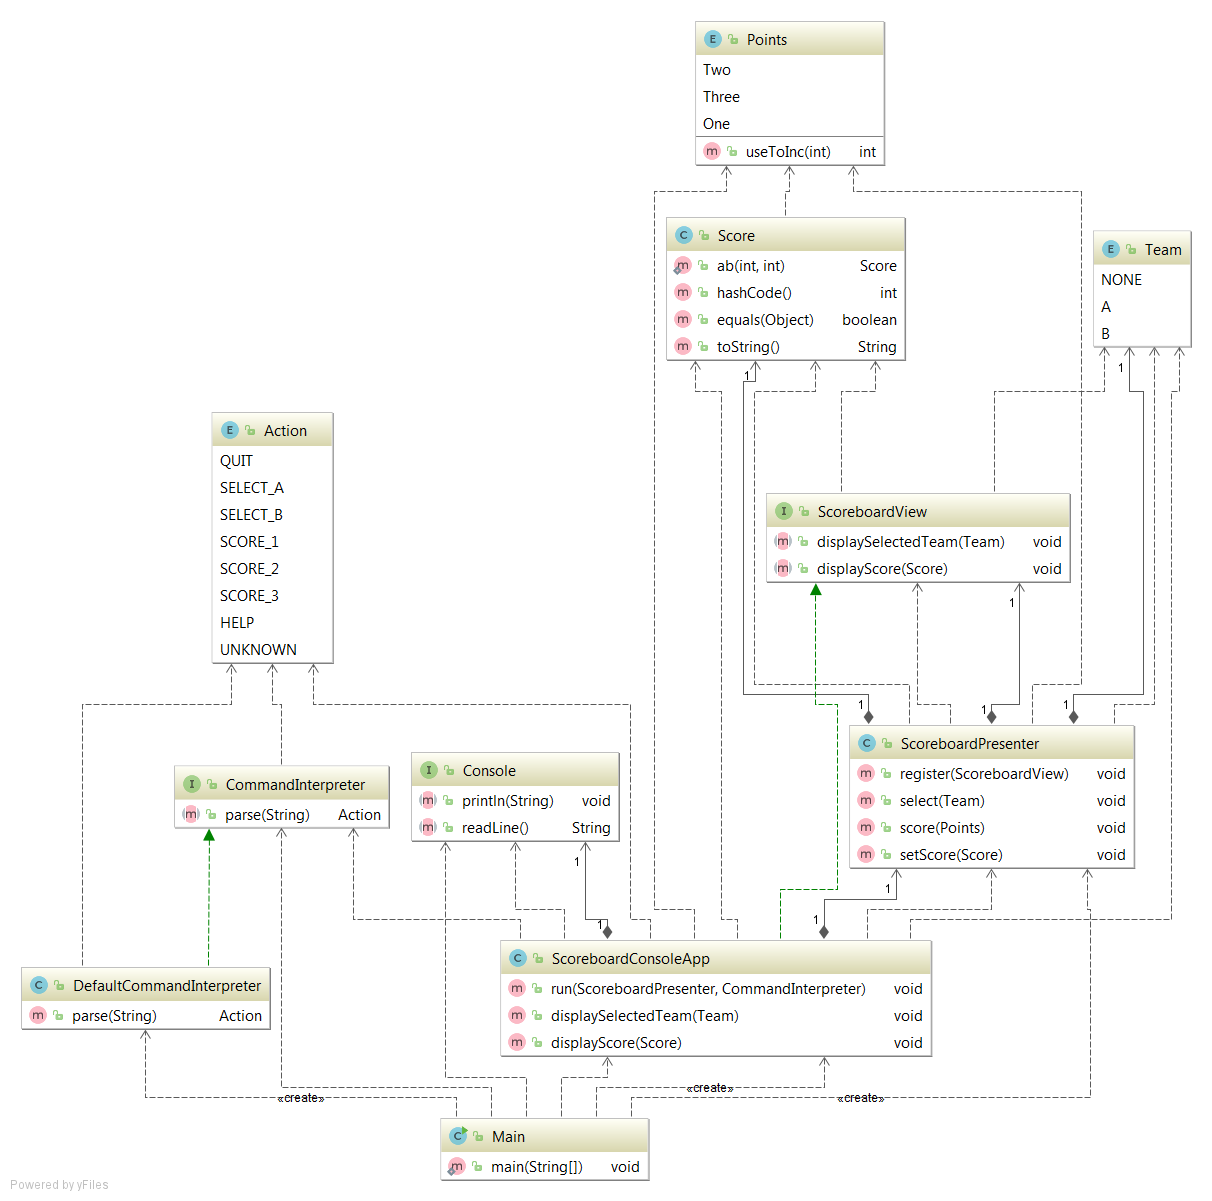 E Points
Two
Three
One
m useToInc(int) int
C Score
m ab(int, int) Score
m hashCode() int
m equals(Object) boolean
m toString() String
E Team
NONE
A
B
1
1
E Action
QUIT
SELECT_A
SELECT_B
SCORE_1
SCORE_2
SCORE_3
HELP
UNKNOWN
I ScoreboardView
m displaySelectedTeam(Team) void
m displayScore(Score) void
1
1
1
1
C ScoreboardPresenter
m register(ScoreboardView) void
m select(Team) void
m score(Points) void
m setScore(Score) void
I CommandInterpreter
m parse(String) Action
I Console
m println(String) void
m readLine() String
1
1
1
1
C ScoreboardConsoleApp
m run(ScoreboardPresenter, CommandInterpreter) void
m displaySelectedTeam(Team) void
m displayScore(Score) void
C DefaultCommandInterpreter
m parse(String) Action
«create»
«create»
«create»
C Main
m main(String[]) void
Powered by yFiles